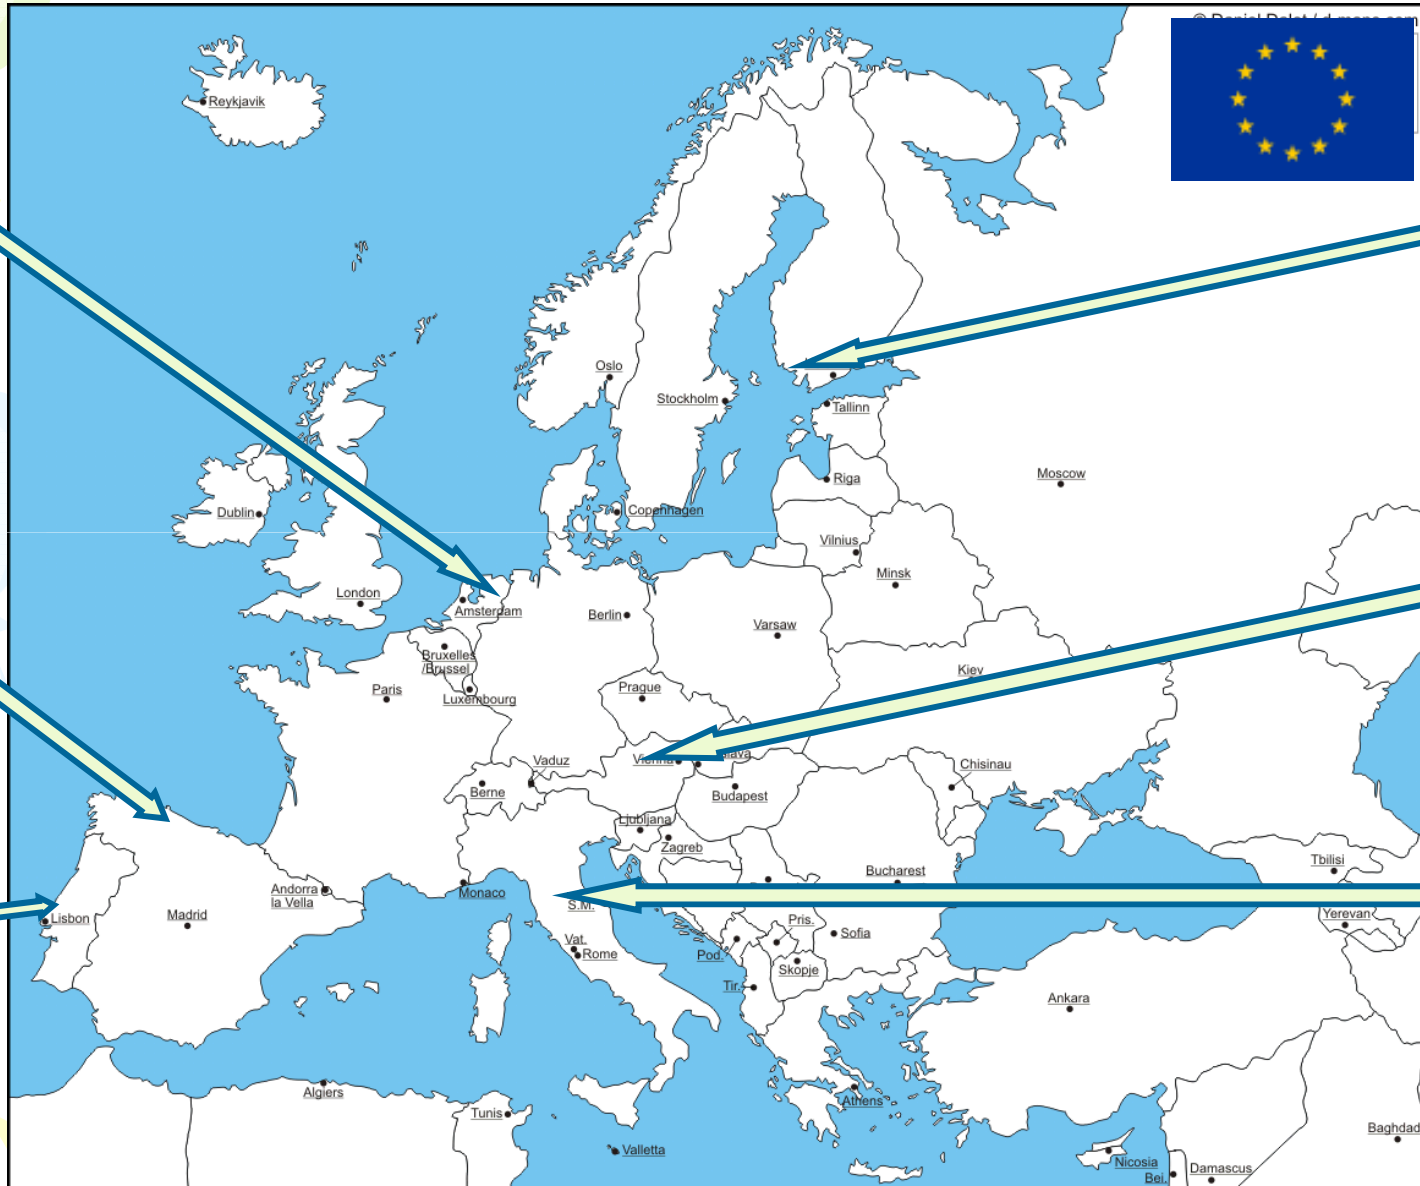 Reykjavik
Oslo
Stockholm
Tallinn
Riga
Moscow
Dublin
Copenhagen
Vilnius
Minsk
London
Amsterdam
Berlin
Varsaw
Bruxelles
/Brussel
Luxembourg
Paris
Prague
Kiev
Vienna
Vaduz
Berne
Budapest
Chisinau
Ljubljana
Zagreb
Monaco
Bucharest
Tbilisi
Andorra
la Vella
S.M.
Lisbon
Madrid
Vat.
Rome
Pod.
Pris.
Sofia
Skopje
Yerevan
Tir.
Ankara
Algiers
Tunis
Athens
Valletta
Nicosia
Bei.
Damascus
Baghdad